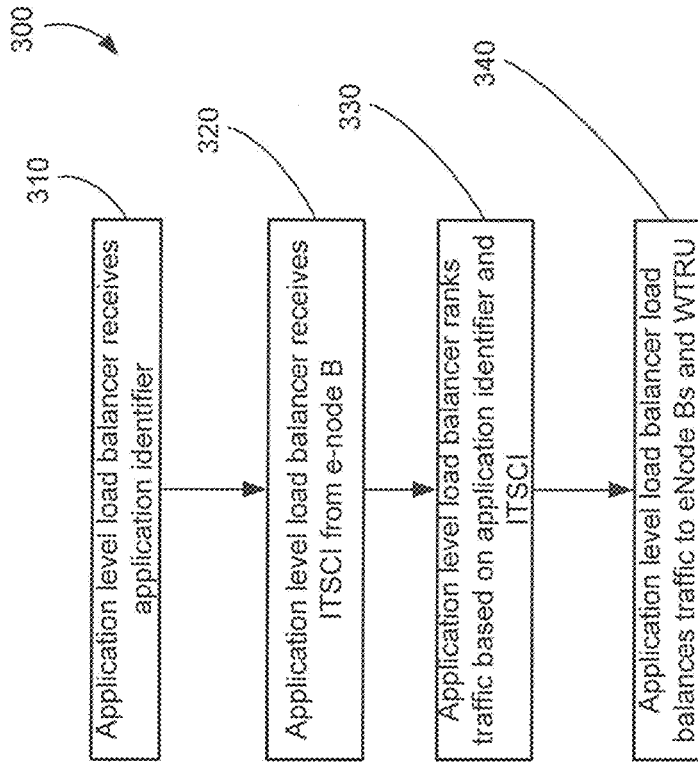 300
310
Application level load balancer receives
application identifier
320
Application level load balancer receives
ITSCI from e-node B
330
Application level load balancer ranks
traffic based on application identifier and
ITSCI
340
Application level load balancer load
balances traffic to eNode Bs and WTRU